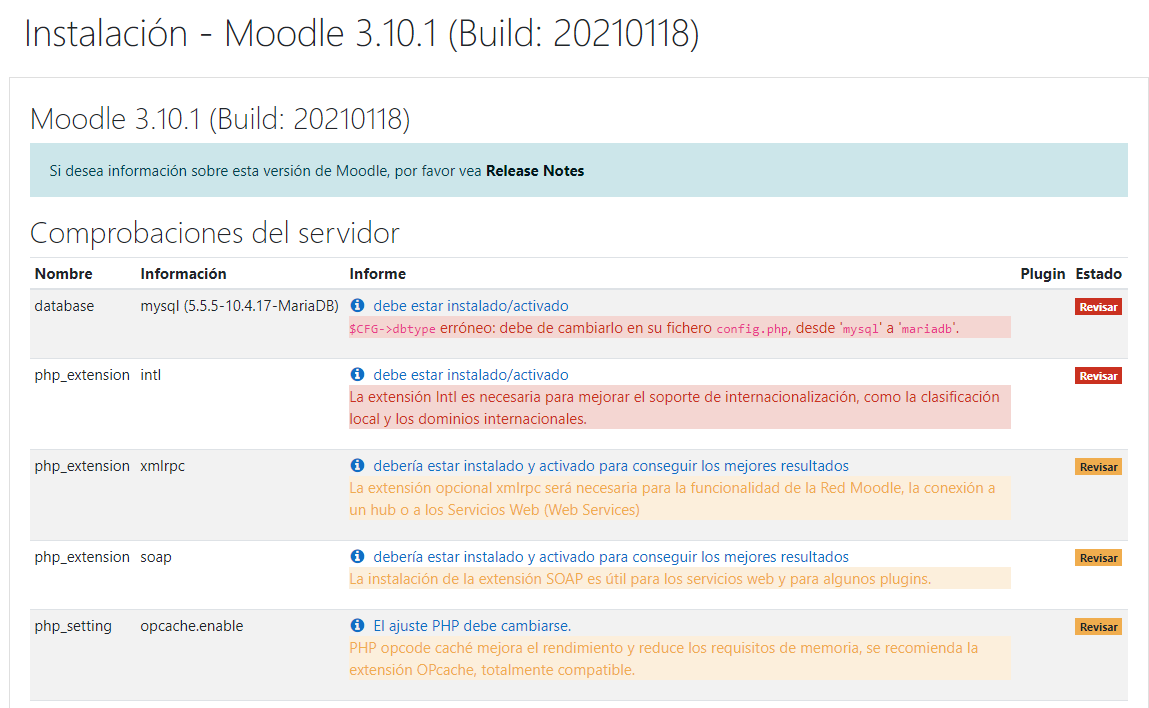 Instalación - Moodle 3.10.1 (Build: 20210118)
Moodle 3.10.1 (Build: 20210118)
Si desea información sobre esta versión de Moodle, por favor vea Release Notes
Comprobaciones del servidor
Nombre Información Informe Plugin Estado
database mysql (5.5.5-10.4.17-MariaDB) debe estar instalado/activado Revisar
$CFG->dbtype erróneo: debe de cambiarlo en su fichero config.php, desde 'mysql' a 'mariadb'.
php_extension intl debe estar instalado/activado Revisar
La extensión Intl es necesaria para mejorar el soporte de internacionalización, como la clasificación
local y los dominios internacionales.
php_extension xmlrpc debería estar instalado y activado para conseguir los mejores resultados Revisar
La extensión opcional xmlrpc será necesaria para la funcionalidad de la Red Moodle, la conexión a
un hub o a los Servicios Web (Web Services)
php_extension soap debería estar instalado y activado para conseguir los mejores resultados Revisar
La instalación de la extensión SOAP es útil para los servicios web y para algunos plugins.
php_setting opcache.enable El ajuste PHP debe cambiarse. Revisar
PHP opcode caché mejora el rendimiento y reduce los requisitos de memoria, se recomienda la
extensión OPcache, totalmente compatible.